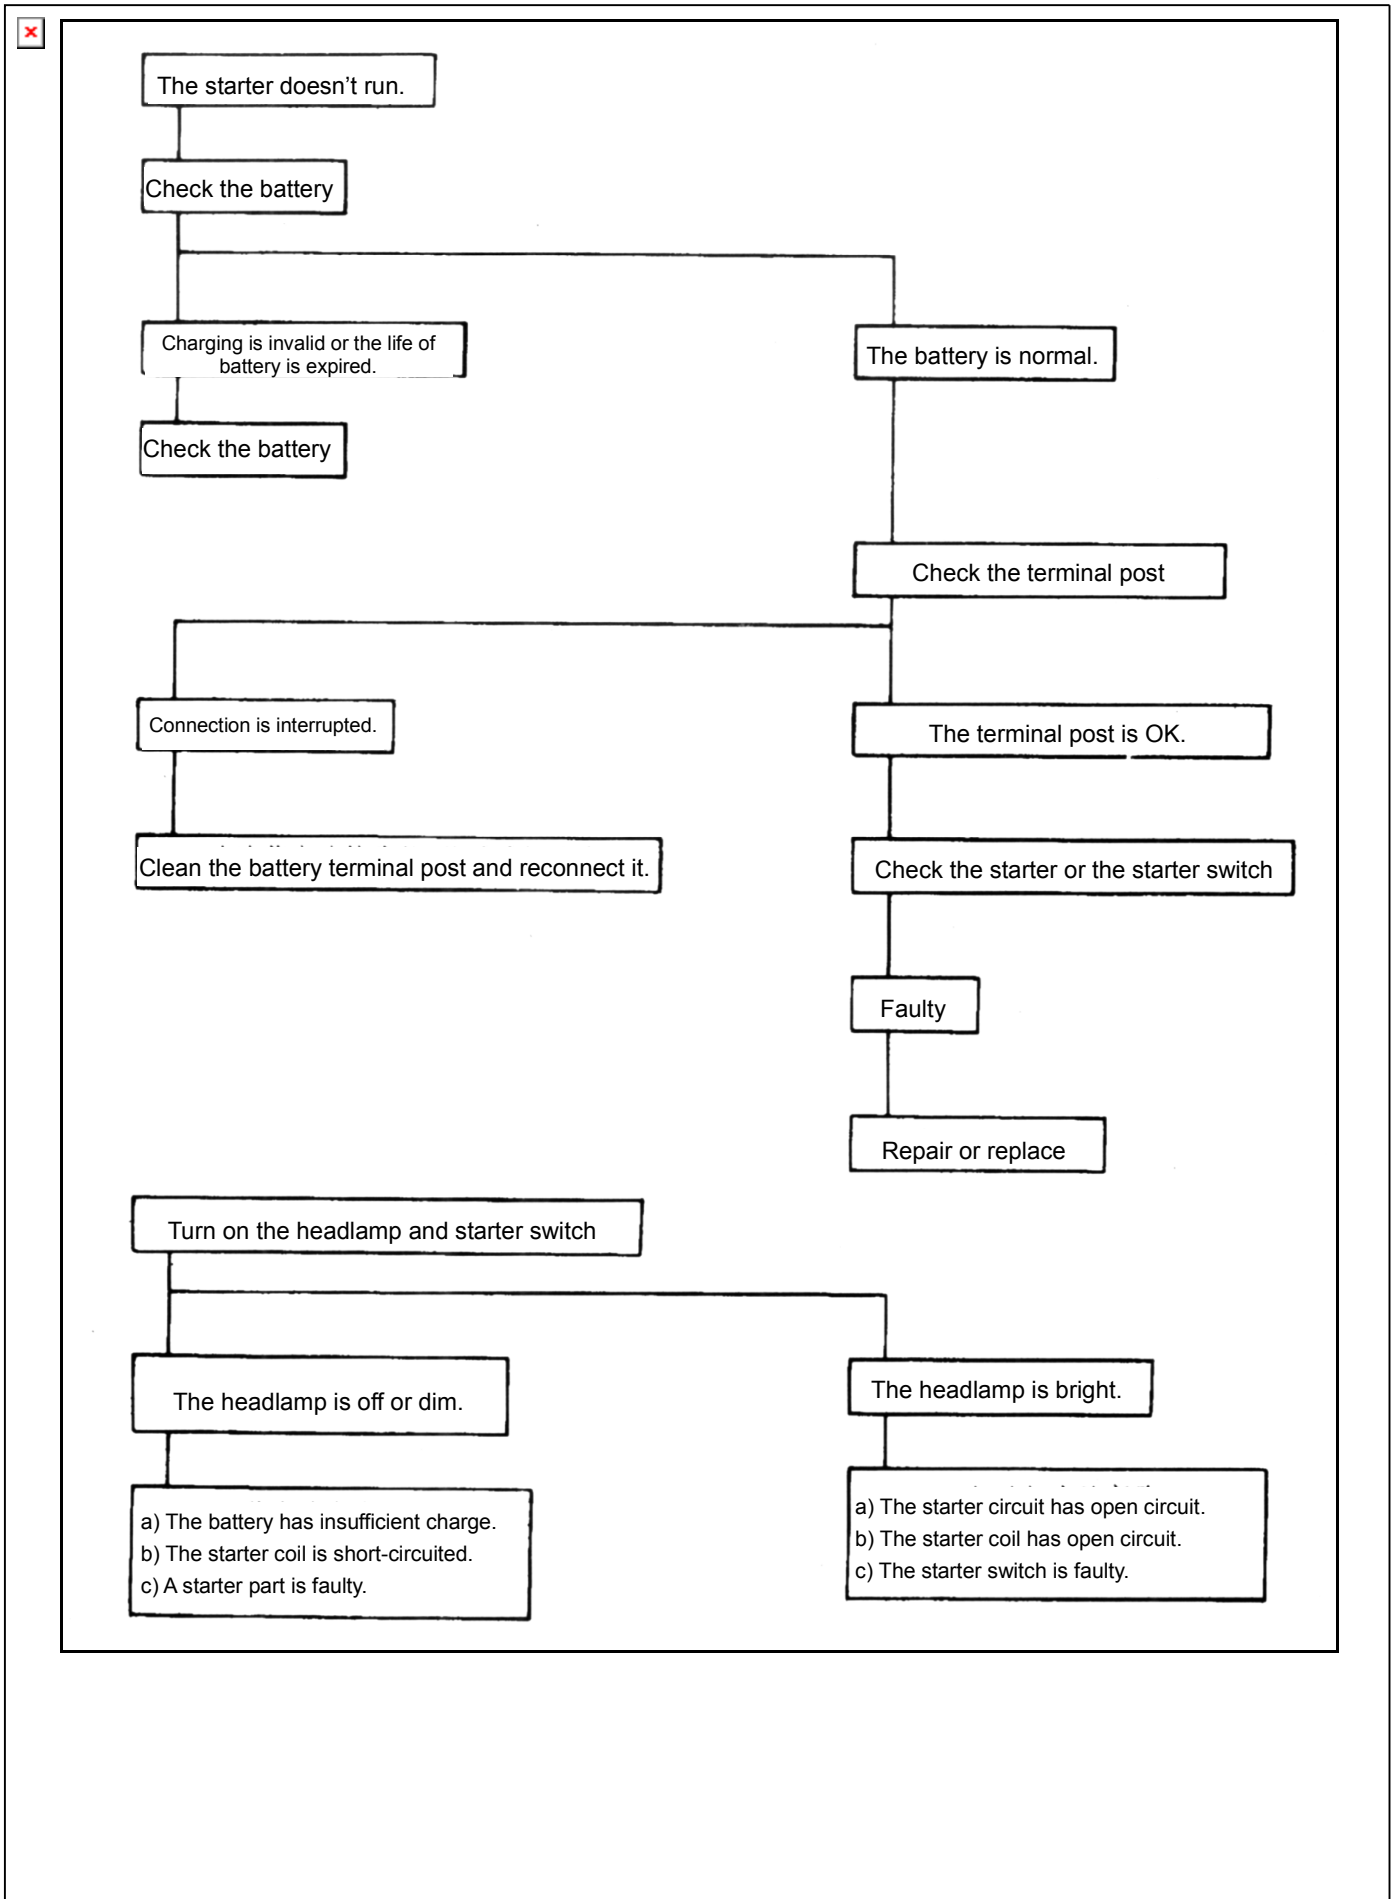 The starter doesn’t run.
Check the battery
Charging is invalid or the life of
battery is expired.
The battery is normal.
Check the battery
Check the terminal post
Connection is interrupted.
The terminal post is OK.
Clean the battery terminal post and reconnect it.
Check the starter or the starter switch
Faulty
Repair or replace
Turn on the headlamp and starter switch
The headlamp is off or dim.
The headlamp is bright.
a) The battery has insufficient charge.
b) The starter coil is short-circuited.
c) A starter part is faulty.
a) The starter circuit has open circuit.
b) The starter coil has open circuit.
c) The starter switch is faulty.